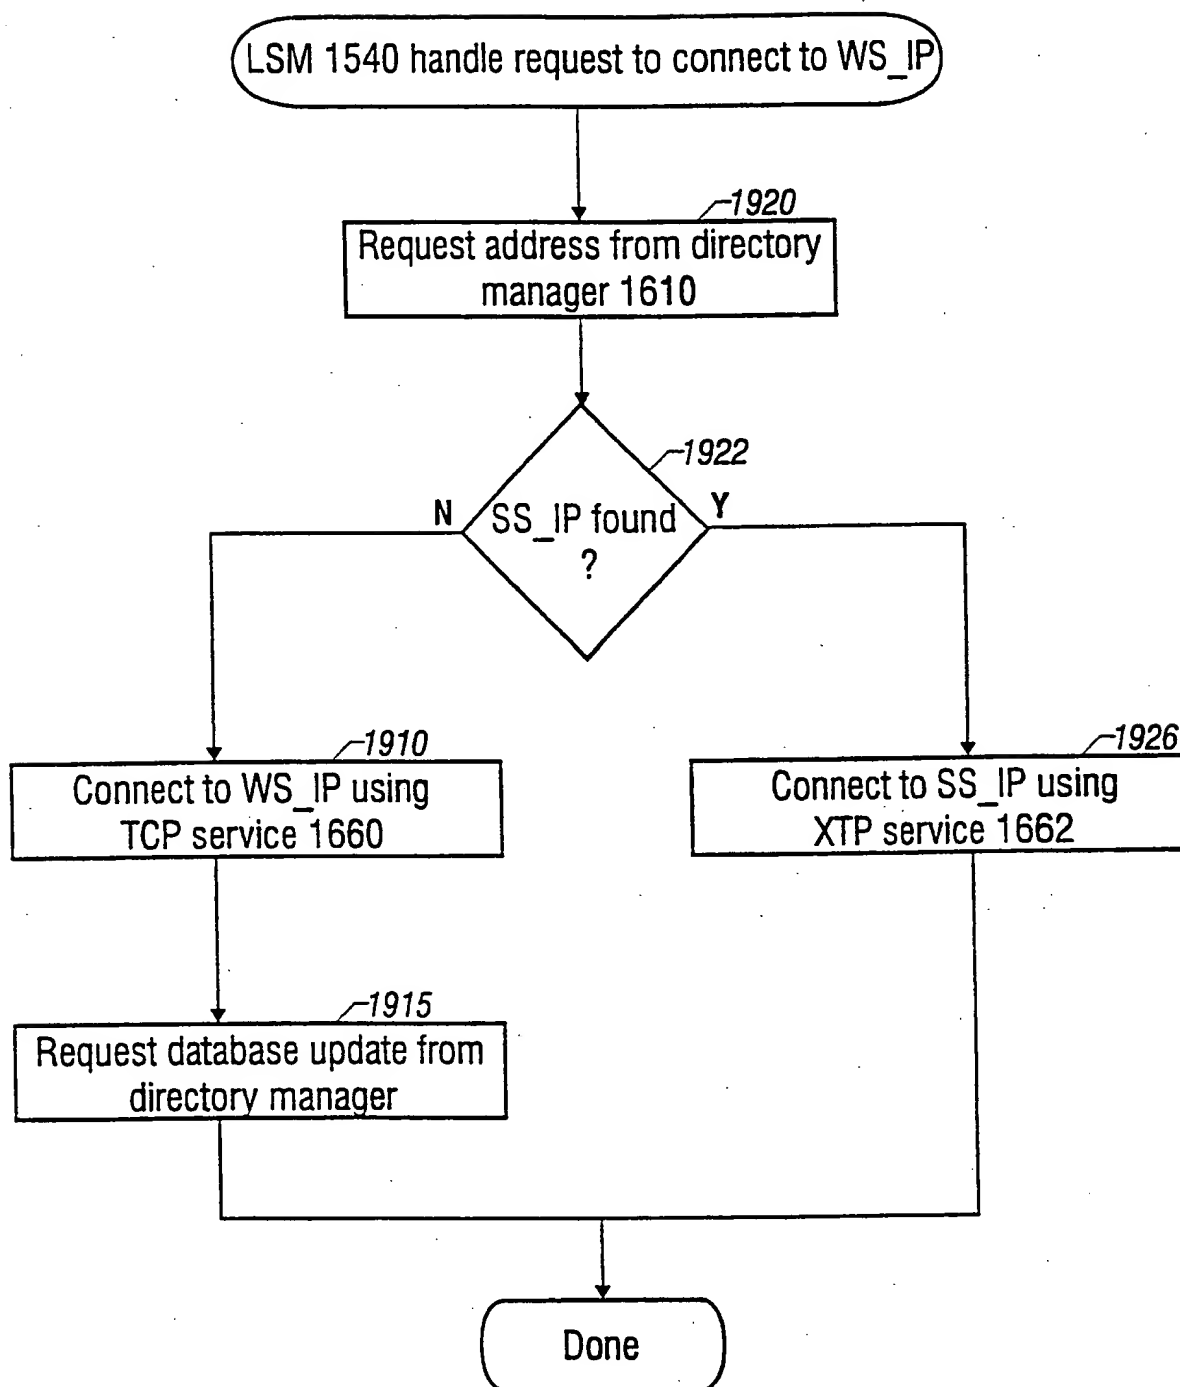 LSM 1540 handle request to connect to WS_IP
1920
Request address from directory
manager 1610
1922
N
SS_IP found
?
Y
1910
Connect to WS_IP using
TCP service 1660
1926
Connect to SS_IP using
XTP service 1662
1915
Request database update from
directory manager
Done